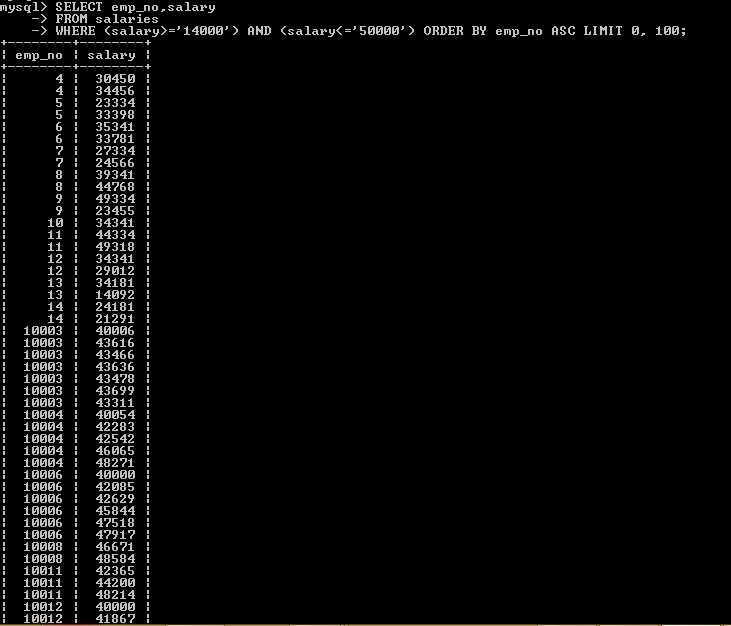 mysql> SELECT emp_no,salary
    -> FROM salaries
    -> WHERE (salary>='14000') AND (salary<='50000') ORDER BY emp_no ASC LIMIT 0, 100;
+--------+--------+
¦ emp_no ¦ salary ¦
+--------+--------+
¦      4 ¦  30450 ¦
¦      4 ¦  34456 ¦
¦      5 ¦  23334 ¦
¦      5 ¦  33398 ¦
¦      6 ¦  35341 ¦
¦      6 ¦  33781 ¦
¦      7 ¦  27334 ¦
¦      7 ¦  24566 ¦
¦      8 ¦  39341 ¦
¦      8 ¦  44768 ¦
¦      9 ¦  49334 ¦
¦      9 ¦  23455 ¦
¦     10 ¦  34341 ¦
¦     11 ¦  44334 ¦
¦     11 ¦  49318 ¦
¦     12 ¦  34341 ¦
¦     12 ¦  29012 ¦
¦     13 ¦  34181 ¦
¦     13 ¦  14092 ¦
¦     14 ¦  24181 ¦
¦     14 ¦  21291 ¦
¦  10003 ¦  40006 ¦
¦  10003 ¦  43616 ¦
¦  10003 ¦  43466 ¦
¦  10003 ¦  43636 ¦
¦  10003 ¦  43478 ¦
¦  10003 ¦  43699 ¦
¦  10003 ¦  43311 ¦
¦  10004 ¦  40054 ¦
¦  10004 ¦  42283 ¦
¦  10004 ¦  42542 ¦
¦  10004 ¦  46065 ¦
¦  10004 ¦  48271 ¦
¦  10006 ¦  40000 ¦
¦  10006 ¦  42085 ¦
¦  10006 ¦  42629 ¦
¦  10006 ¦  45844 ¦
¦  10006 ¦  47518 ¦
¦  10006 ¦  47917 ¦
¦  10008 ¦  46671 ¦
¦  10008 ¦  48584 ¦
¦  10011 ¦  42365 ¦
¦  10011 ¦  44200 ¦
¦  10011 ¦  48214 ¦
¦  10012 ¦  40000 ¦
¦  10012 ¦  41867 ¦